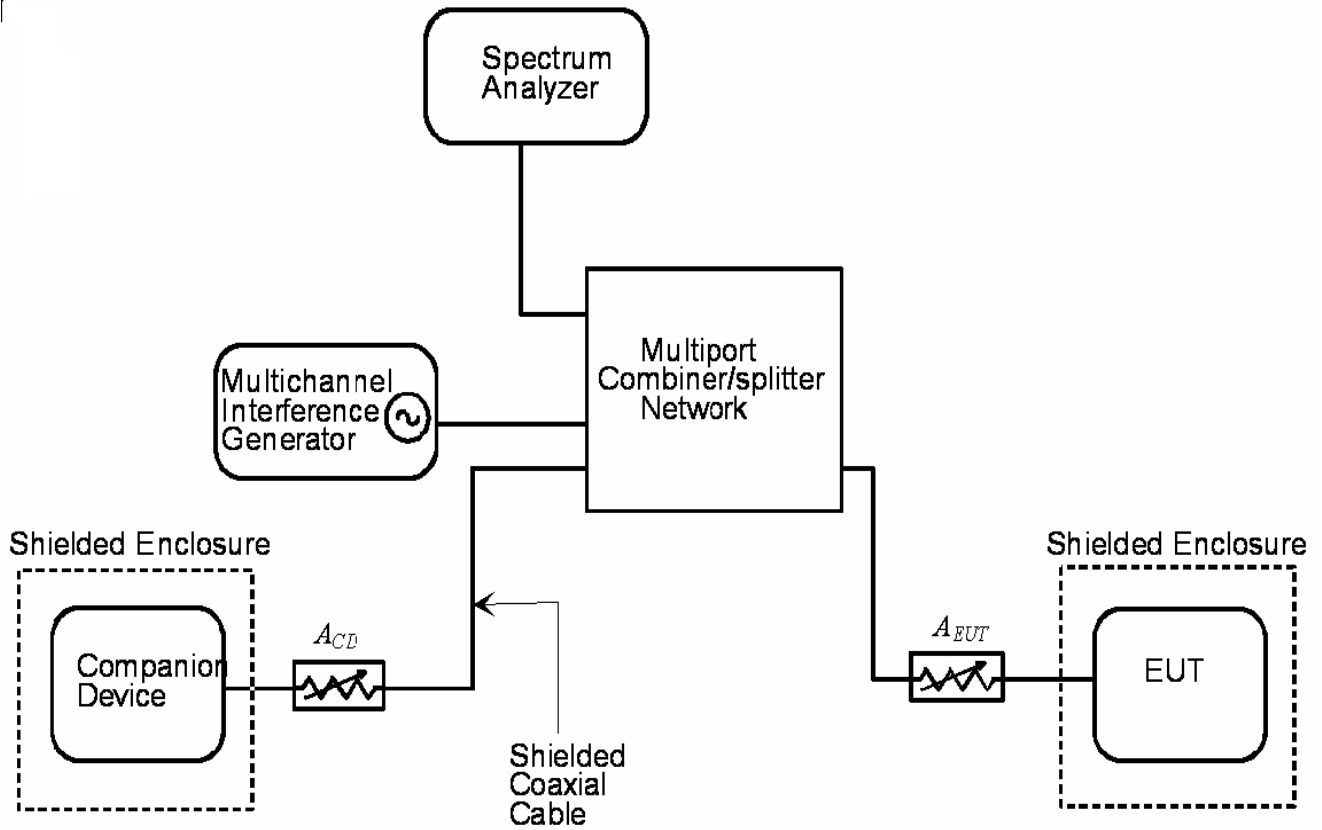 Spectrum
Analyzer
Multiport
Combiner/splitter
Network
Multichannel
Interference
Generator
Shielded Enclosure
Shielded Enclosure
A_CD
A_EUT
Companion
Device
EUT
Shielded
Coaxial
Cable